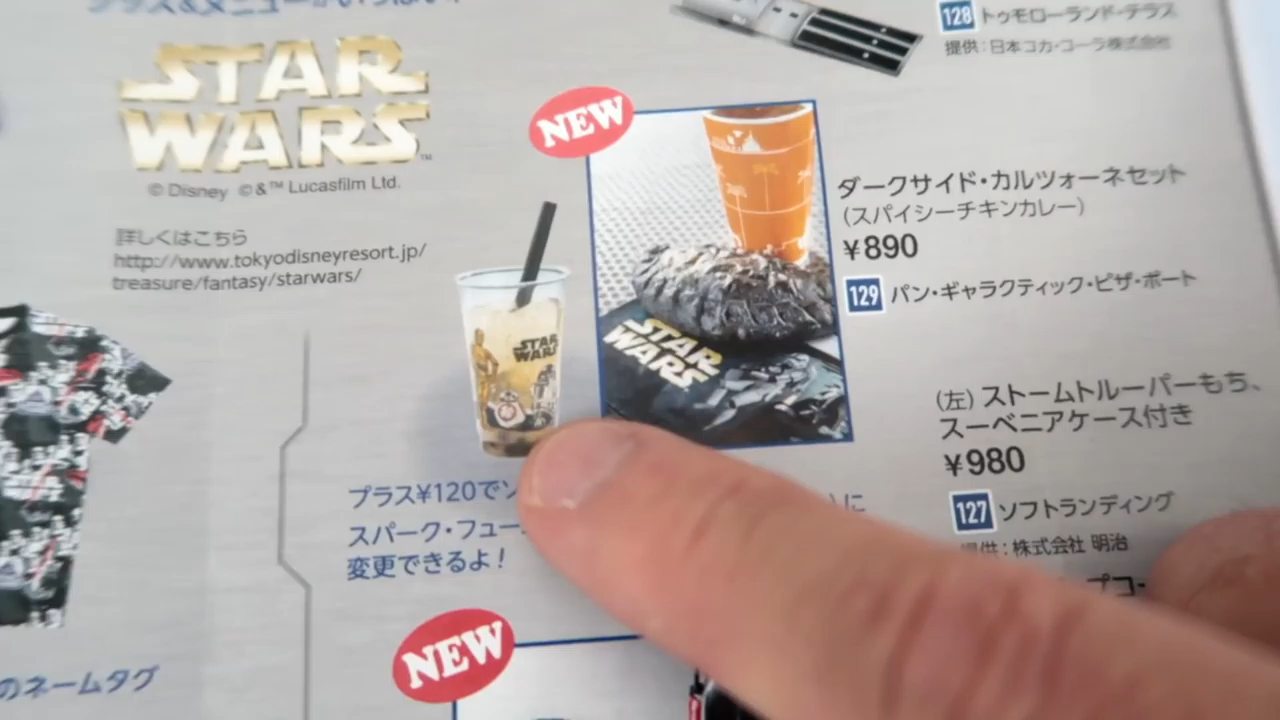 STAR
WARS™
© Disney ©&™ Lucasfilm Ltd.
詳しくはこちら
http://www.tokyodisneyresort.jp/
treasure/fantasy/starwars/
128 トゥモローランド・テラス
提供：日本コカ・コーラ株式会社
NEW
STAR
WARS
STAR
WARS
ダークサイド・カルツォーネセット
（スパイシーチキンカレー）
¥890
129 パン・ギャラクティック・ピザ・ポート
（左）ストームトルーパーもち、
スーベニアケース付き
¥980
127 ソフトランディング
提供：株式会社 明治
プラス¥120で
スパーク・フュー
変更できるよ！
NEW
のネームタグ